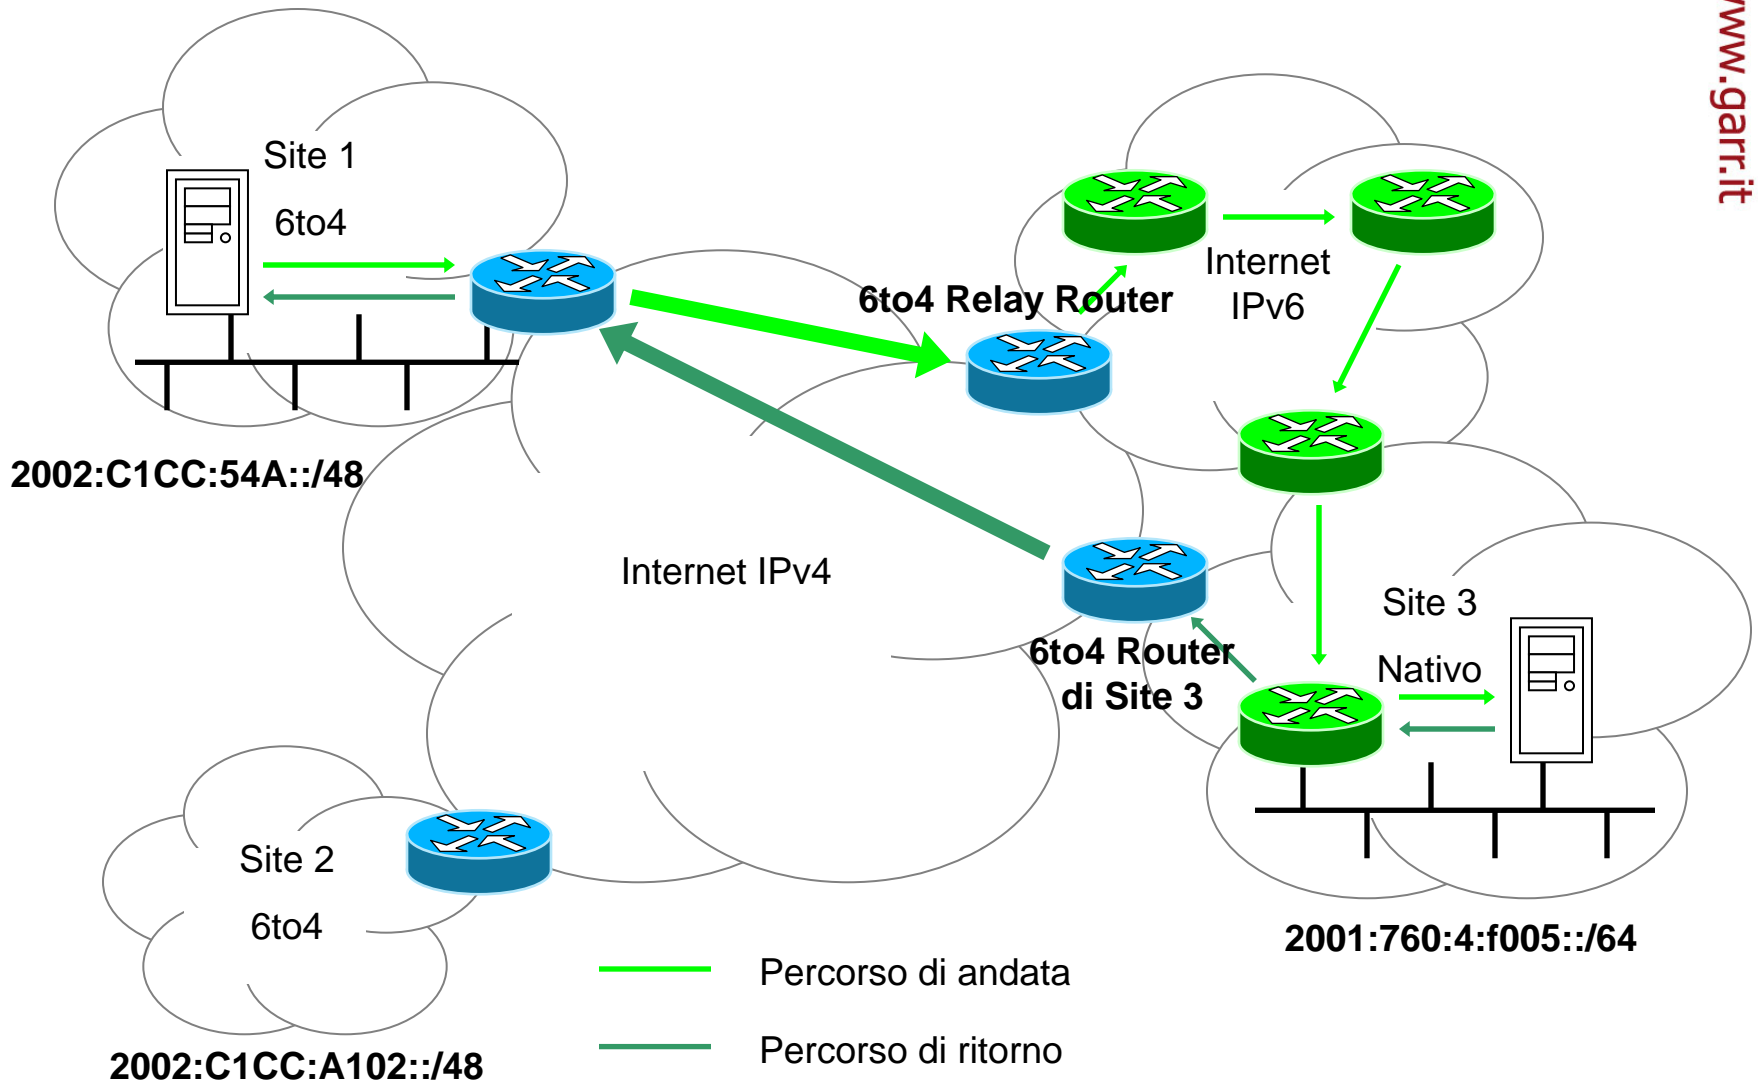 www.garr.it
Site 1
6to4
2002:C1CC:54A::/48
6to4 Relay Router
Internet
IPv6
Internet IPv4
6to4 Router
di Site 3
Site 3
Nativo
2001:760:4:f005::/64
Site 2
6to4
2002:C1CC:A102::/48
Percorso di andata
Percorso di ritorno